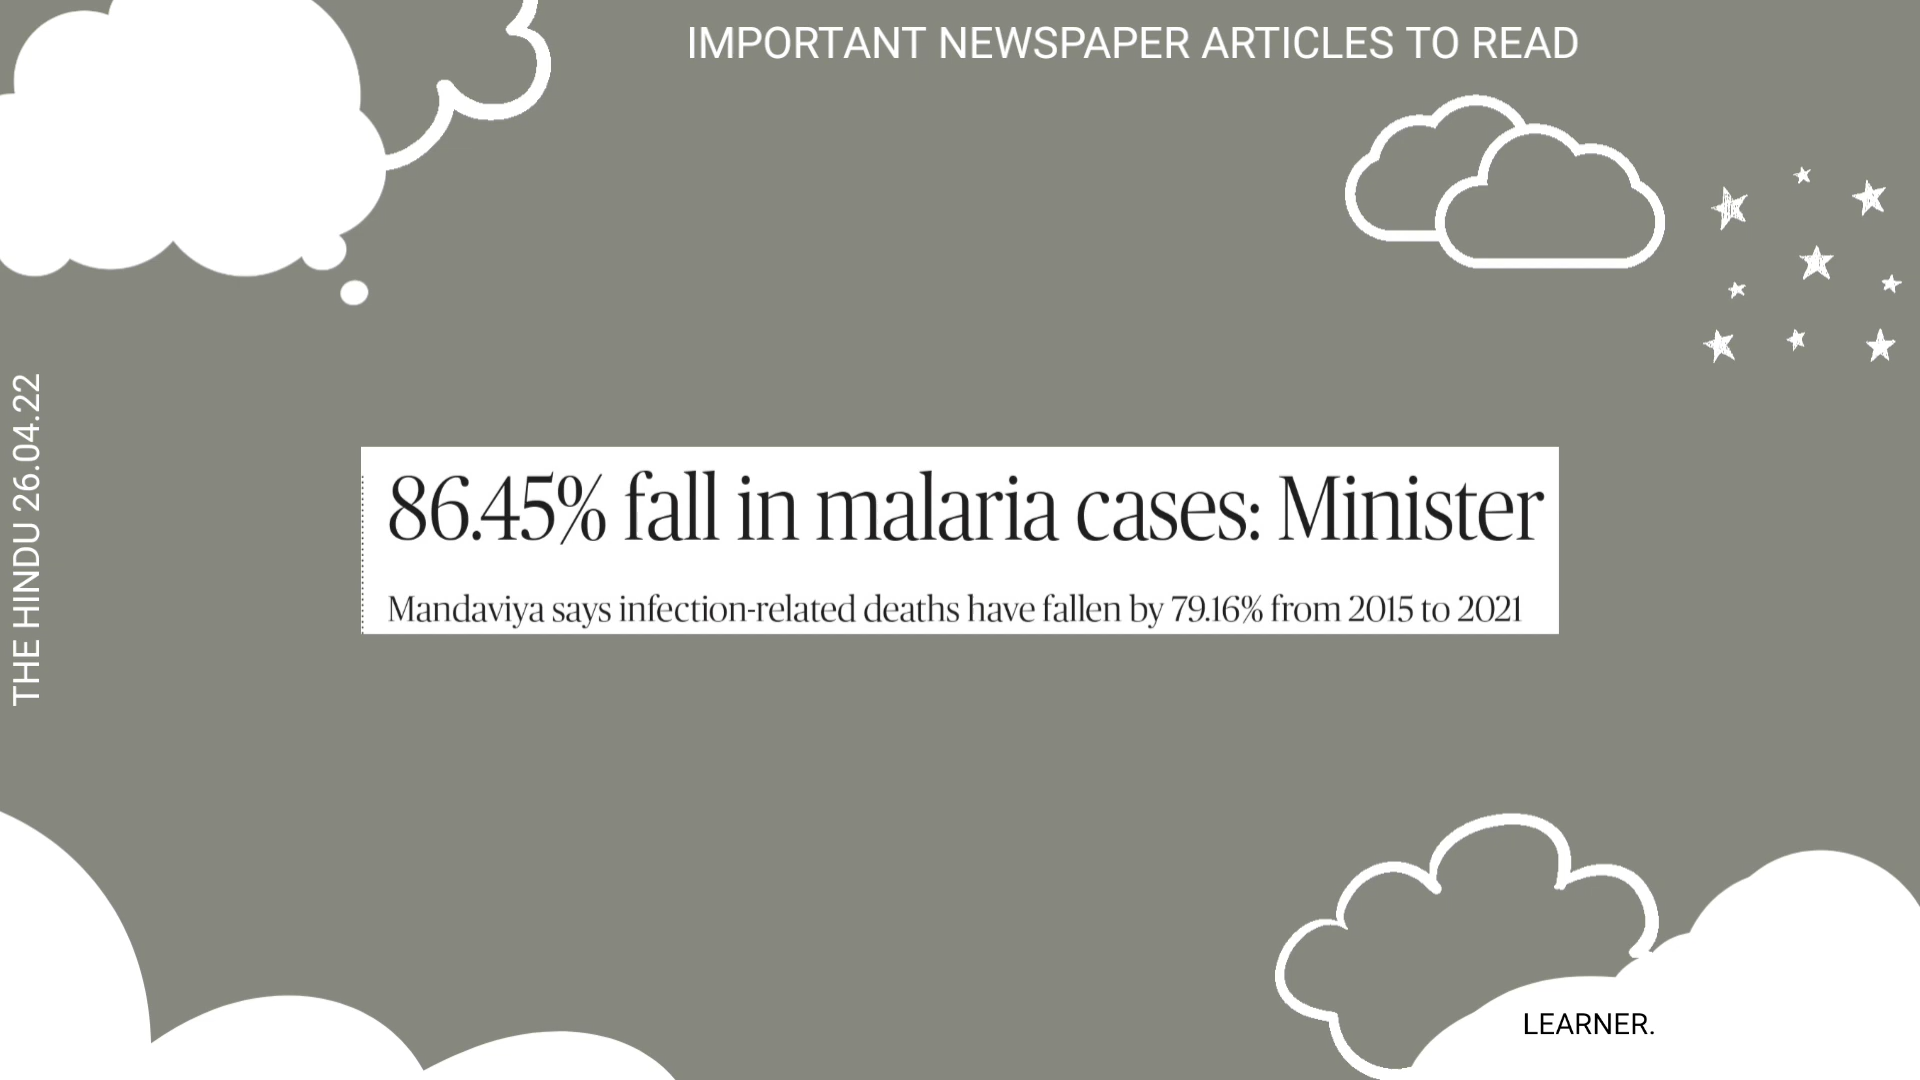 IMPORTANT NEWSPAPER ARTICLES TO READ
THE HINDU 26.04.22
86.45% fall in malaria cases: Minister
Mandaviya says infection-related deaths have fallen by 79.16% from 2015 to 2021
LEARNER.